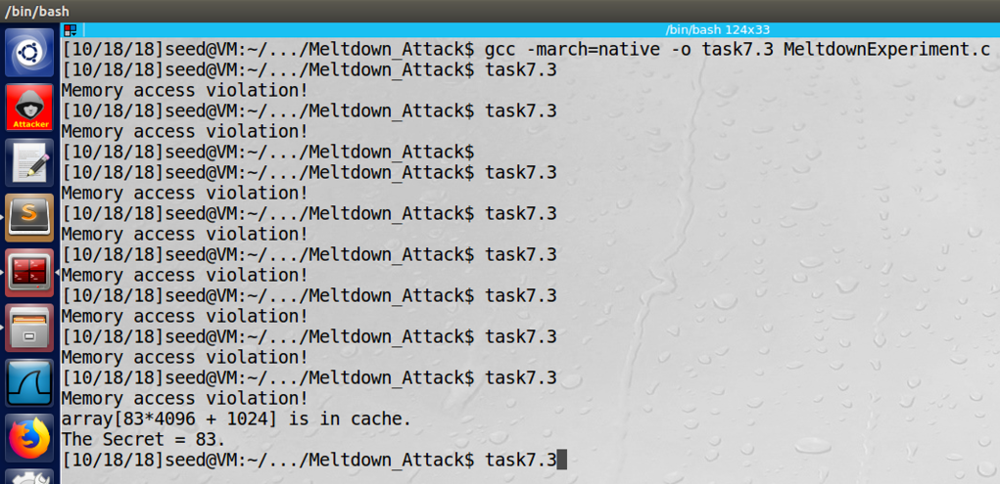 /bin/bash
/bin/bash 124x33
[10/18/18]seed@VM:~/.../Meltdown_Attack$ gcc -march=native -o task7.3 MeltdownExperiment.c
[10/18/18]seed@VM:~/.../Meltdown_Attack$ task7.3
Memory access violation!
[10/18/18]seed@VM:~/.../Meltdown_Attack$ task7.3
Memory access violation!
[10/18/18]seed@VM:~/.../Meltdown_Attack$
[10/18/18]seed@VM:~/.../Meltdown_Attack$ task7.3
Memory access violation!
[10/18/18]seed@VM:~/.../Meltdown_Attack$ task7.3
Memory access violation!
[10/18/18]seed@VM:~/.../Meltdown_Attack$ task7.3
Memory access violation!
[10/18/18]seed@VM:~/.../Meltdown_Attack$ task7.3
Memory access violation!
[10/18/18]seed@VM:~/.../Meltdown_Attack$ task7.3
Memory access violation!
[10/18/18]seed@VM:~/.../Meltdown_Attack$ task7.3
Memory access violation!
array[83*4096 + 1024] is in cache.
The Secret = 83.
[10/18/18]seed@VM:~/.../Meltdown_Attack$ task7.3
Attacker
S